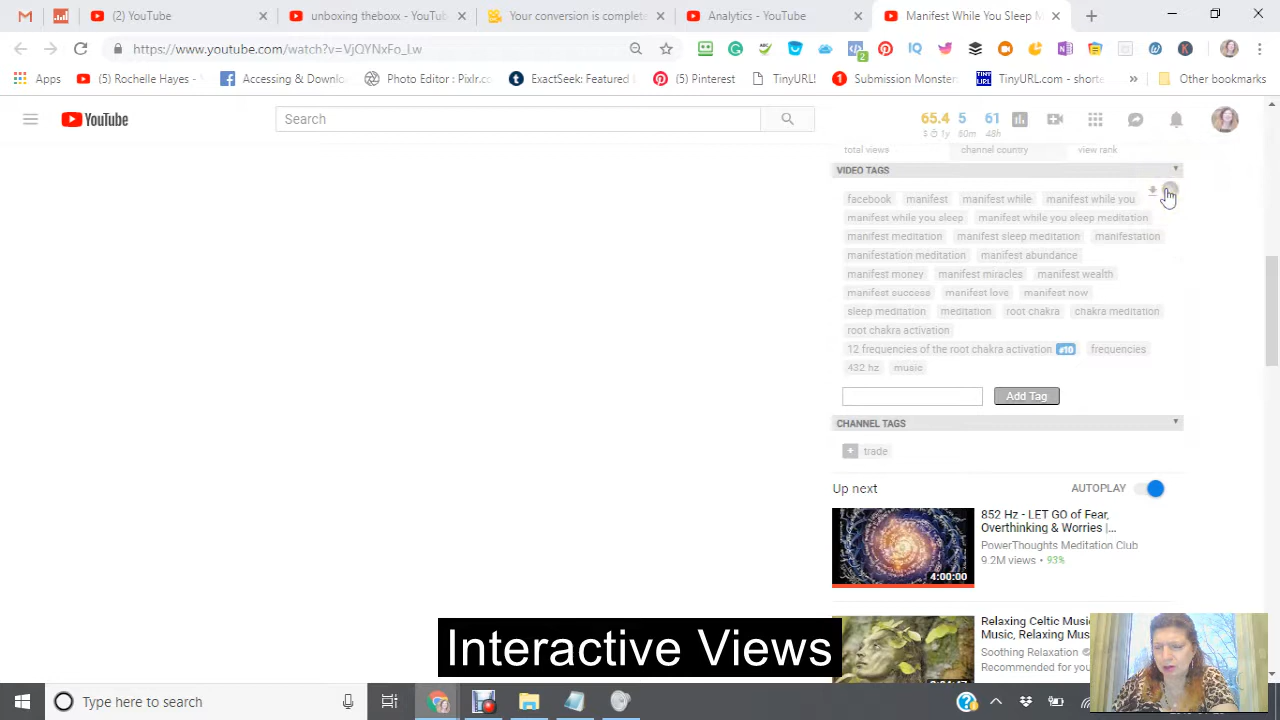 (2) YouTube
unboxing theboxx - YouTub
Your conversion is complete
Analytics - YouTube
Manifest While You Sleep M
https://www.youtube.com/watch?v=VjQYNxFc_Lw
2
Apps
(5) Rochelle Hayes -
Accessing & Downlo
Photo Editor: Pixlr.co
ExactSeek: Featured
(5) Pinterest
TinyURL!
Submission Monster
TinyURL.com - shorte
Other bookmarks
YouTube
Search
65.4 5 61
1y 60m 48h
total views channel country view rank
VIDEO TAGS
facebook manifest manifest while manifest while you
manifest while you sleep manifest while you sleep meditation
manifest meditation manifest sleep meditation manifestation
manifestation meditation manifest abundance
manifest money manifest miracles manifest wealth
manifest success manifest love manifest now
sleep meditation meditation root chakra chakra meditation
root chakra activation
12 frequencies of the root chakra activation #10 frequencies
432 hz music
Add Tag
CHANNEL TAGS
+ trade
Up next AUTOPLAY
852 Hz - LET GO of Fear,
Overthinking & Worries |...
PowerThoughts Meditation Club
9.2M views • 93%
4:00:00
Relaxing Celtic Music
Music, Relaxing Mus
Soothing Relaxation
Recommended for you
Interactive Views
Type here to search